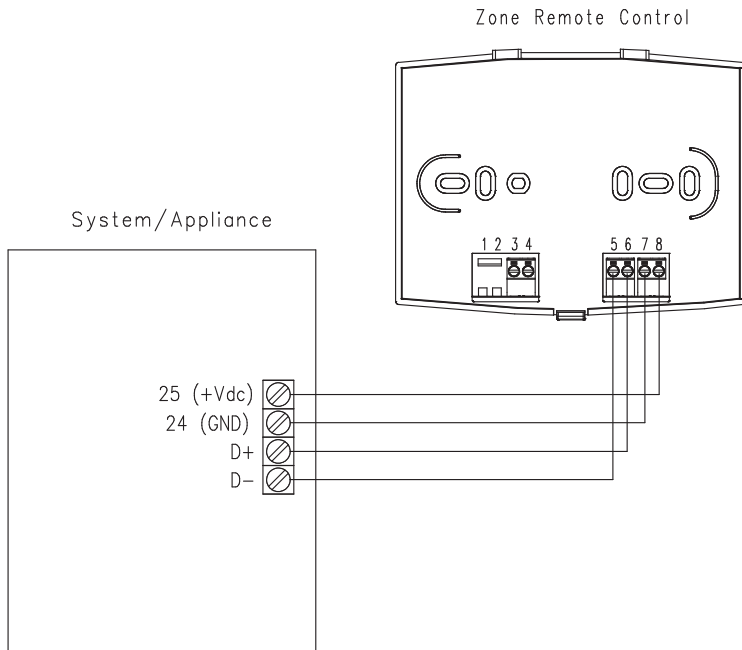 Zone Remote Control
System/Appliance
1 2 3 4
5 6 7 8
25 (+Vdc)
24 (GND)
D+
D-